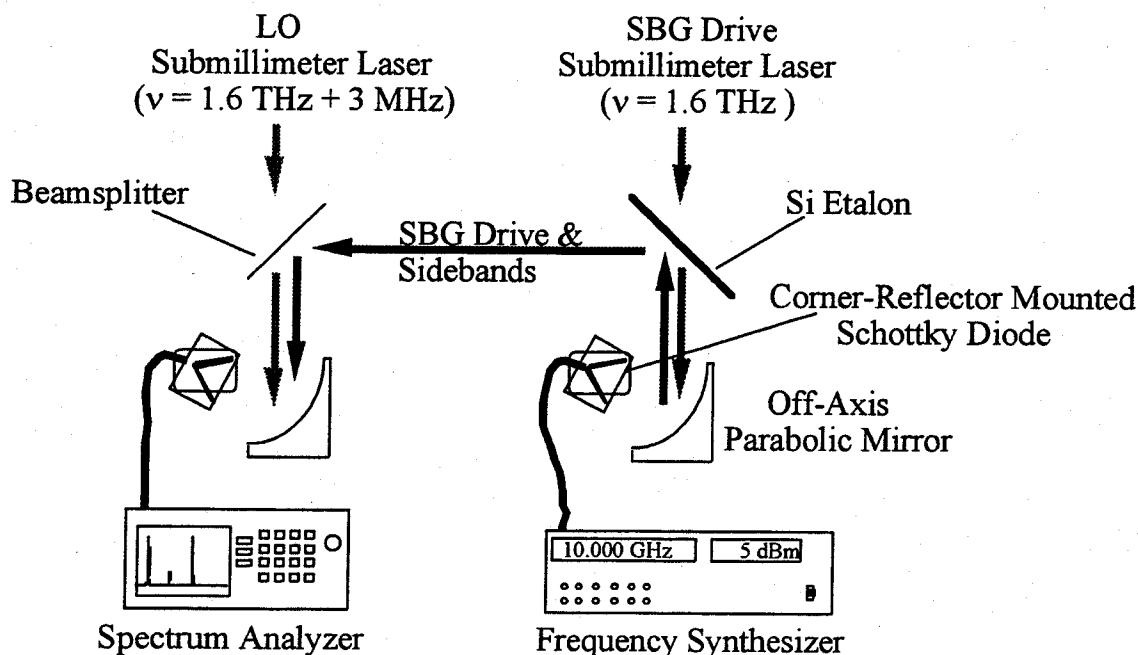 LO
Submillimeter Laser
(ν = 1.6 THz + 3 MHz)
SBG Drive
Submillimeter Laser
(ν = 1.6 THz )
Beamsplitter
SBG Drive &
Sidebands
Si Etalon
Corner-Reflector Mounted
Schottky Diode
Off-Axis
Parabolic Mirror
10.000 GHz
5 dBm
Spectrum Analyzer
Frequency Synthesizer